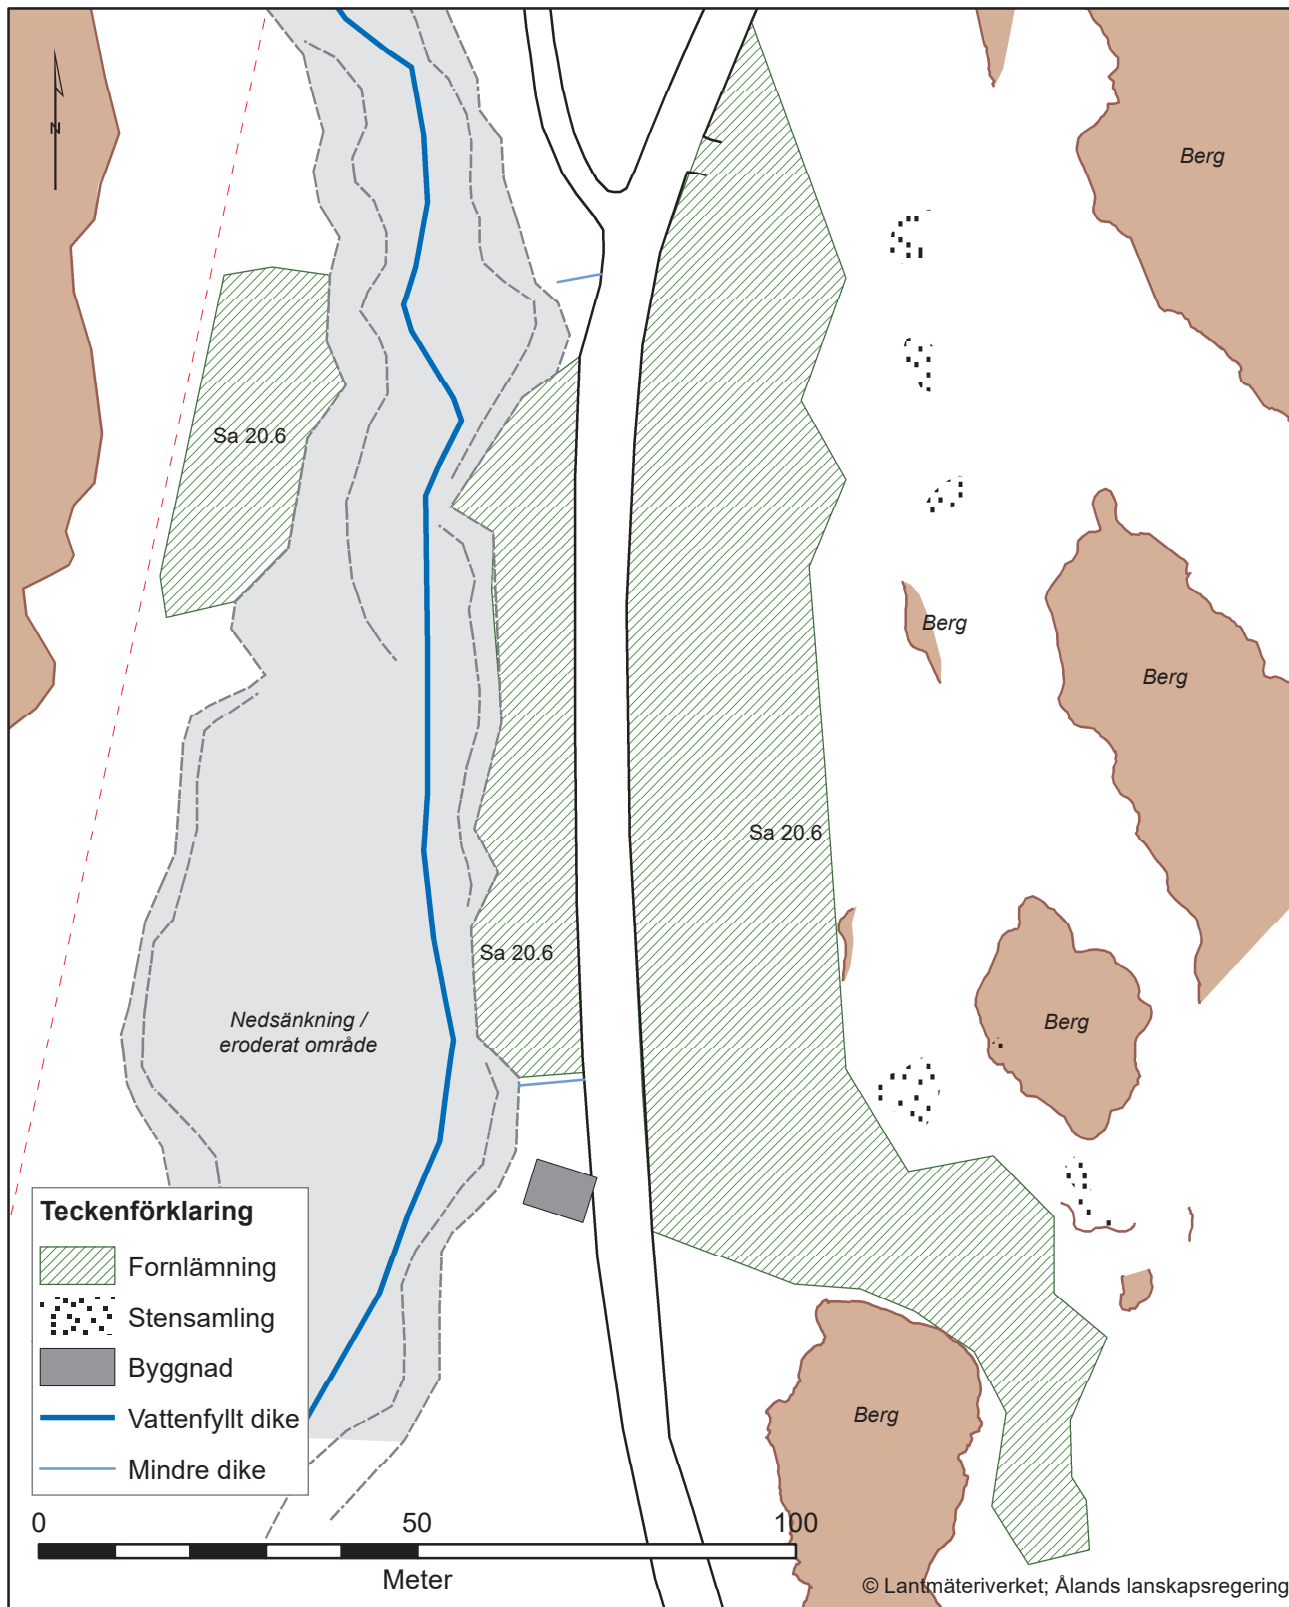 Berg
N
Sa 20.6
Berg
Berg
Sa 20.6
Sa 20.6
Nedsänkning /
eroderat område
Berg
Teckenförklaring
Fornlämning
Stensamling
Byggnad
Vattenfyllt dike
Mindre dike
Berg
0 50 100
Meter
© Lantmäteriverket; Ålands lanskapsregering